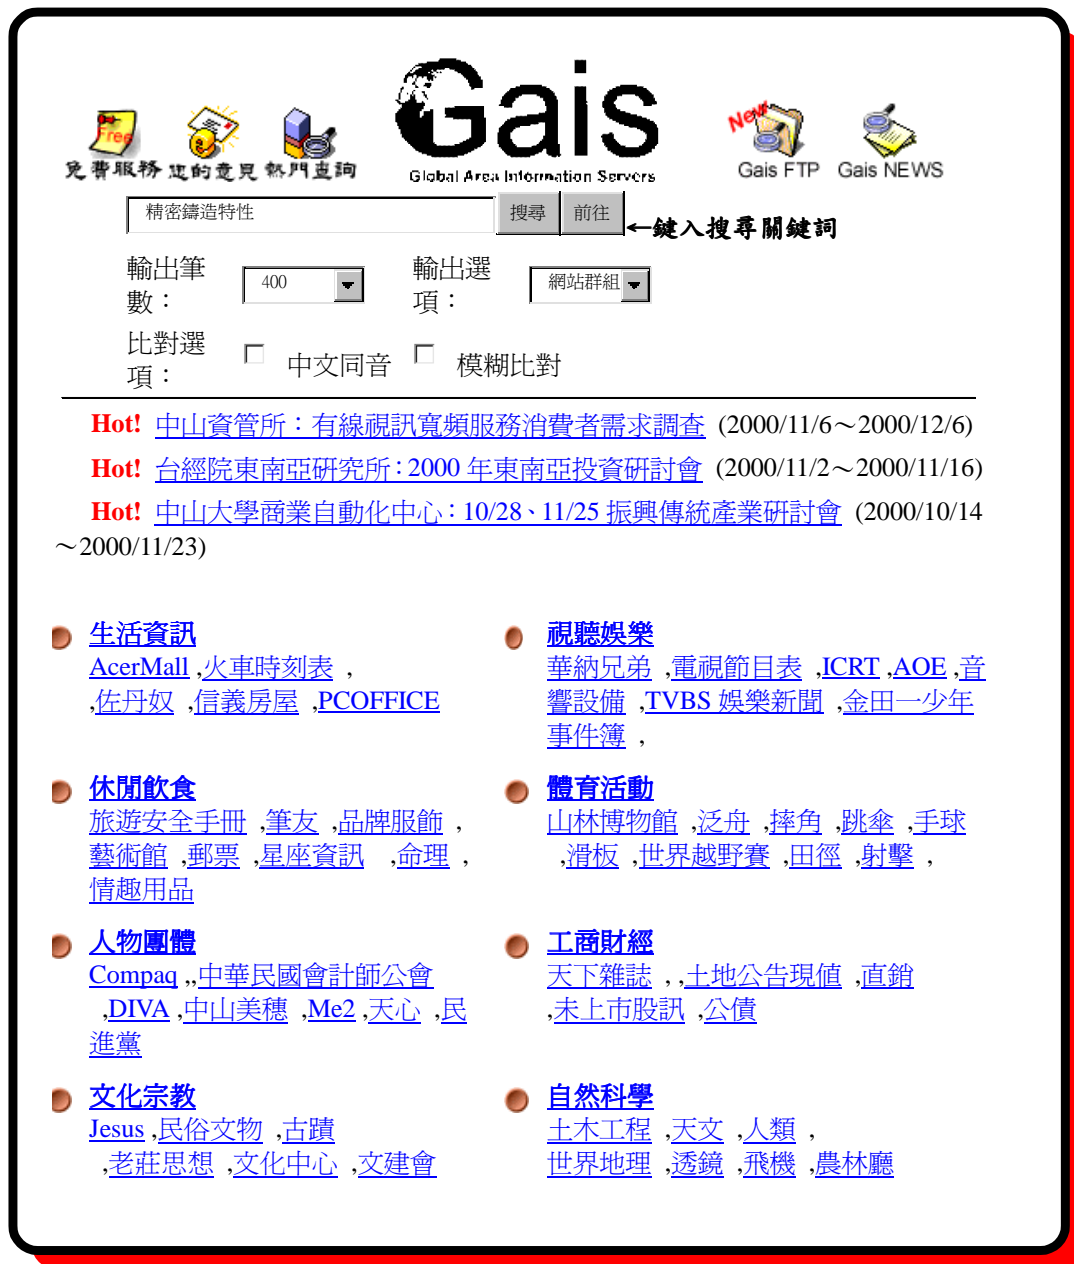 Gais
Global Area Information Servers
Free
免費服務 您的意見 熱門查詢
New
Gais FTP Gais NEWS
精密鑄造特性 搜尋 前往 ←鍵入搜尋關鍵詞
輸出筆數： 400 輸出選項： 網站群組
比對選項： 中文同音 模糊比對
Hot! 中山資管所：有線視訊寬頻服務消費者需求調查 (2000/11/6～2000/12/6)
Hot! 台經院東南亞研究所：2000 年東南亞投資研討會 (2000/11/2～2000/11/16)
Hot! 中山大學商業自動化中心：10/28、11/25 振興傳統產業研討會 (2000/10/14
～2000/11/23)
生活資訊
AcerMall ,火車時刻表 ,
,佐丹奴 ,信義房屋 ,PCOFFICE
視聽娛樂
華納兄弟 ,電視節目表 ,ICRT ,AOE ,音
響設備 ,TVBS 娛樂新聞 ,金田一少年
事件簿 ,
休閒飲食
旅遊安全手冊 ,筆友 ,品牌服飾 ,
藝術館 ,郵票 ,星座資訊 ,命理 ,
情趣用品
體育活動
山林博物館 ,泛舟 ,摔角 ,跳傘 ,手球
,滑板 ,世界越野賽 ,田徑 ,射擊 ,
人物團體
Compaq ,,中華民國會計師公會
,DIVA ,中山美穗 ,Me2 ,天心 ,民
進黨
工商財經
天下雜誌 , ,土地公告現值 ,直銷
,未上市股訊 ,公債
文化宗教
Jesus ,民俗文物 ,古蹟
,老莊思想 ,文化中心 ,文建會
自然科學
土木工程 ,天文 ,人類 ,
世界地理 ,透鏡 ,飛機 ,農林廳